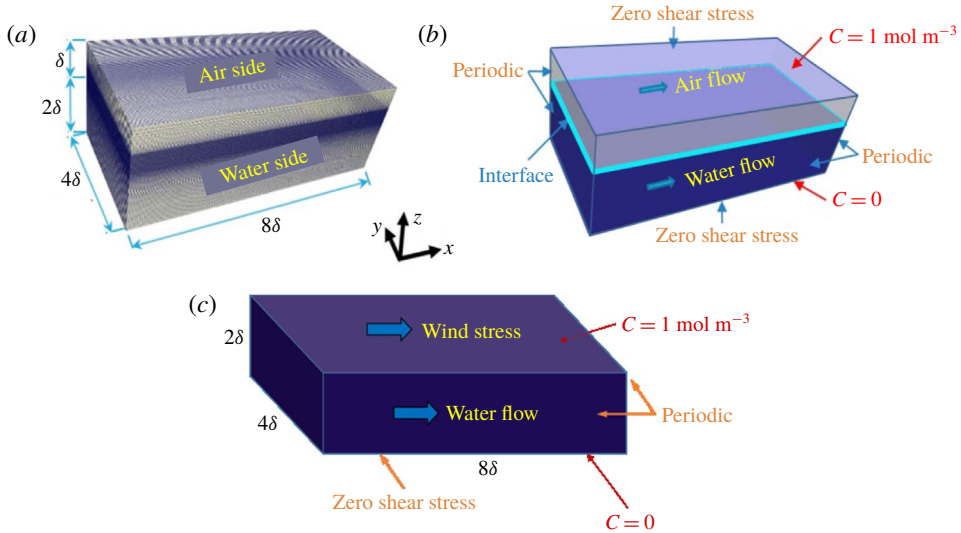 (a)
δ
2δ
4δ
8δ
Air side
Water side
z
y
x
(b)
Zero shear stress
C = 1 mol m⁻³
Periodic
Air flow
Interface
Water flow
Periodic
C = 0
Zero shear stress
(c)
2δ
4δ
8δ
Wind stress
C = 1 mol m⁻³
Water flow
Periodic
Zero shear stress
C = 0